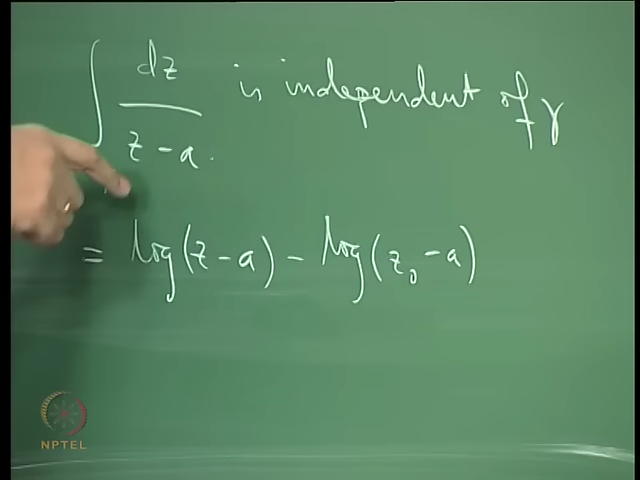 ∫ dz / (z - a) is independent of γ
= log(z - a) - log(z₀ - a)
NPTEL